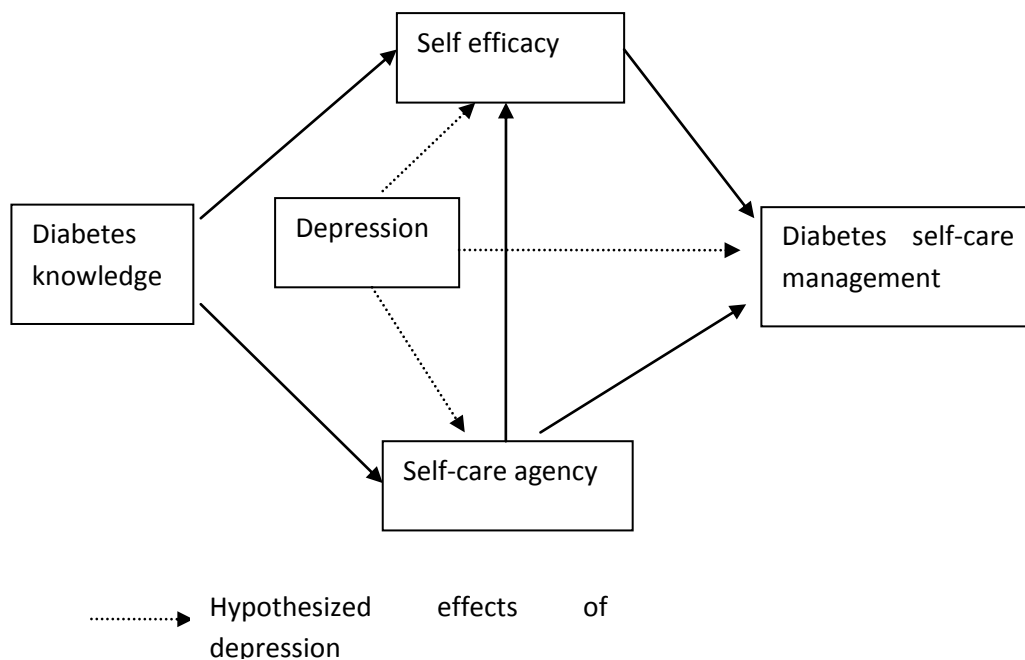 Self efficacy
Depression
Diabetes
knowledge
Diabetes self-care
management
Self-care agency
Hypothesized effects of
depression